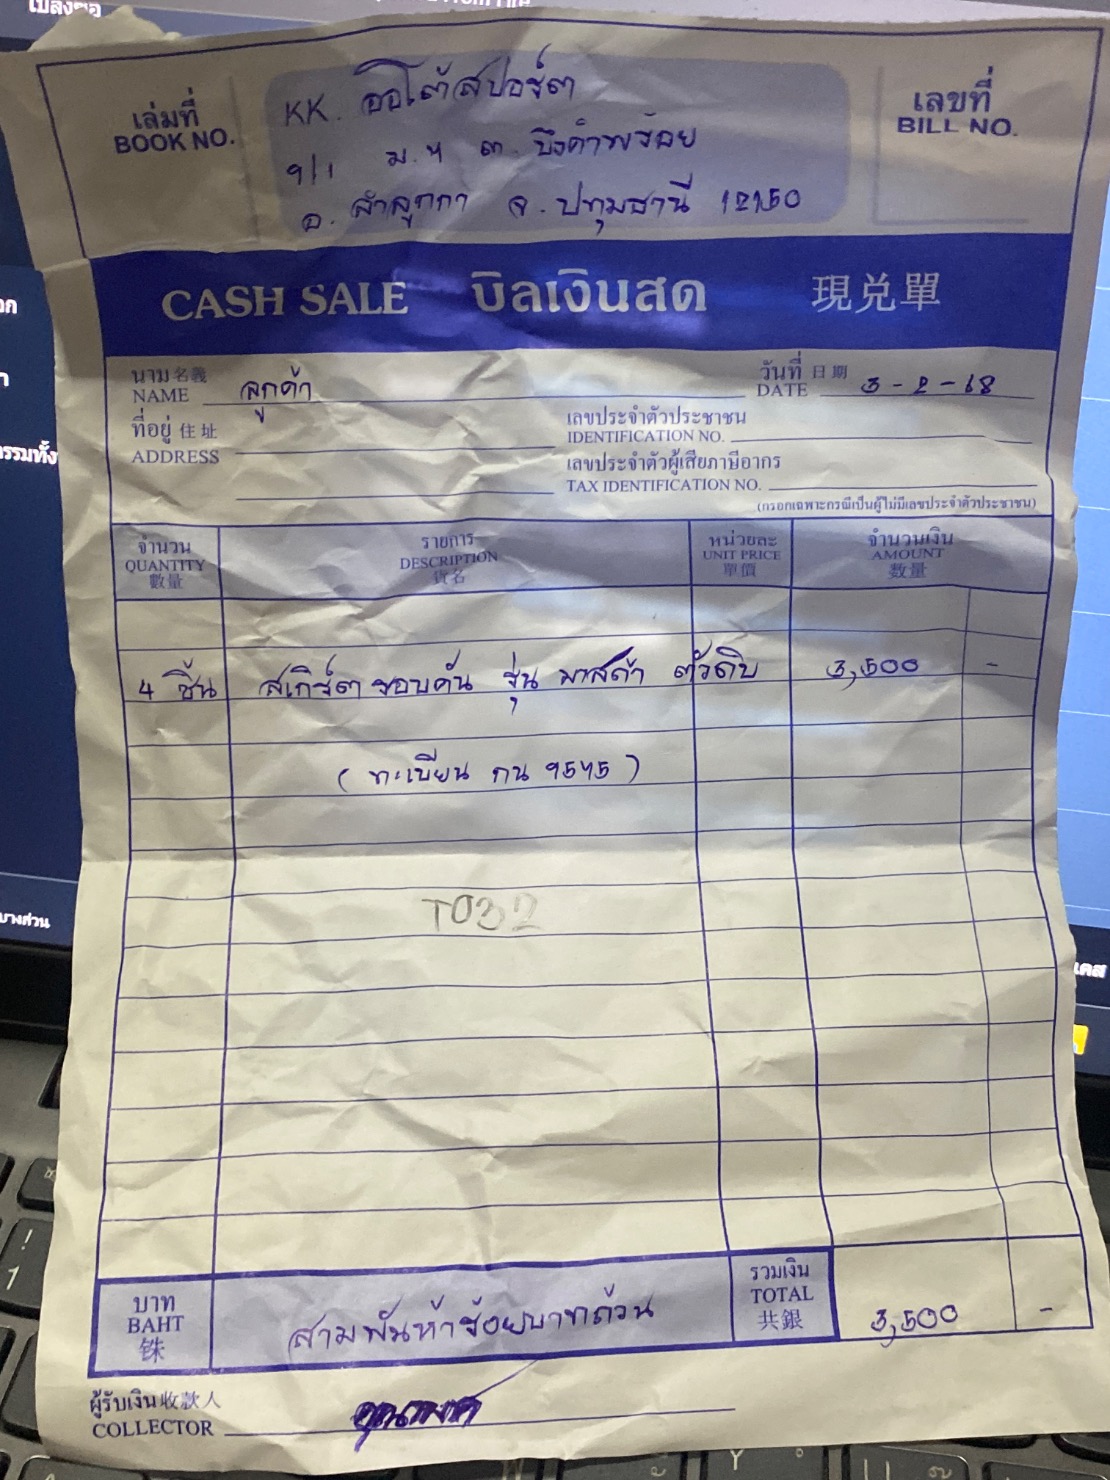 เล่มที่
BOOK NO.
KK. ออโต้สปอร์ต
๑/๑ ม.๔ ต. บึงคำพร้อย
อ. ลำลูกกา จ. ปทุมธานี 12150
เลขที่
BILL NO.
CASH SALE บิลเงินสด 現兑單
นาม 名義
NAME ลูกค้า
วันที่ 日期
DATE 3-2-68
ที่อยู่ 住址
ADDRESS
เลขประจำตัวประชาชน
IDENTIFICATION NO.
เลขประจำตัวผู้เสียภาษีอากร
TAX IDENTIFICATION NO.
(กรอกเฉพาะกรณีเป็นผู้ไม่มีเลขประจำตัวประชาชน)
จำนวน
QUANTITY
數量
รายการ
DESCRIPTION
貨名
หน่วยละ
UNIT PRICE
單價
จำนวนเงิน
AMOUNT
数量
4 ชิ้น สเกิร์ตรอบคัน รุ่น มาสด้า ตัวดิบ 3,500 -
(ทะเบียน กน ๑๕๔๕)
T032
บาท
BAHT
铢
สามพันห้าร้อยบาทถ้วน
รวมเงิน
TOTAL
共銀
3,500 -
ผู้รับเงิน 收款人
COLLECTOR